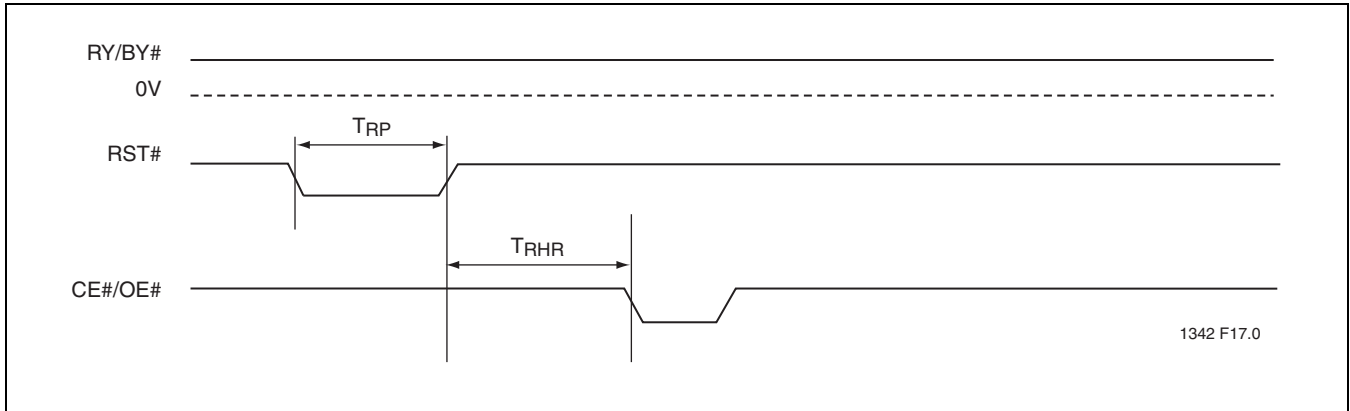 RY/BY#
0V
TRP
RST#
TRHR
CE#/OE#
1342 F17.0